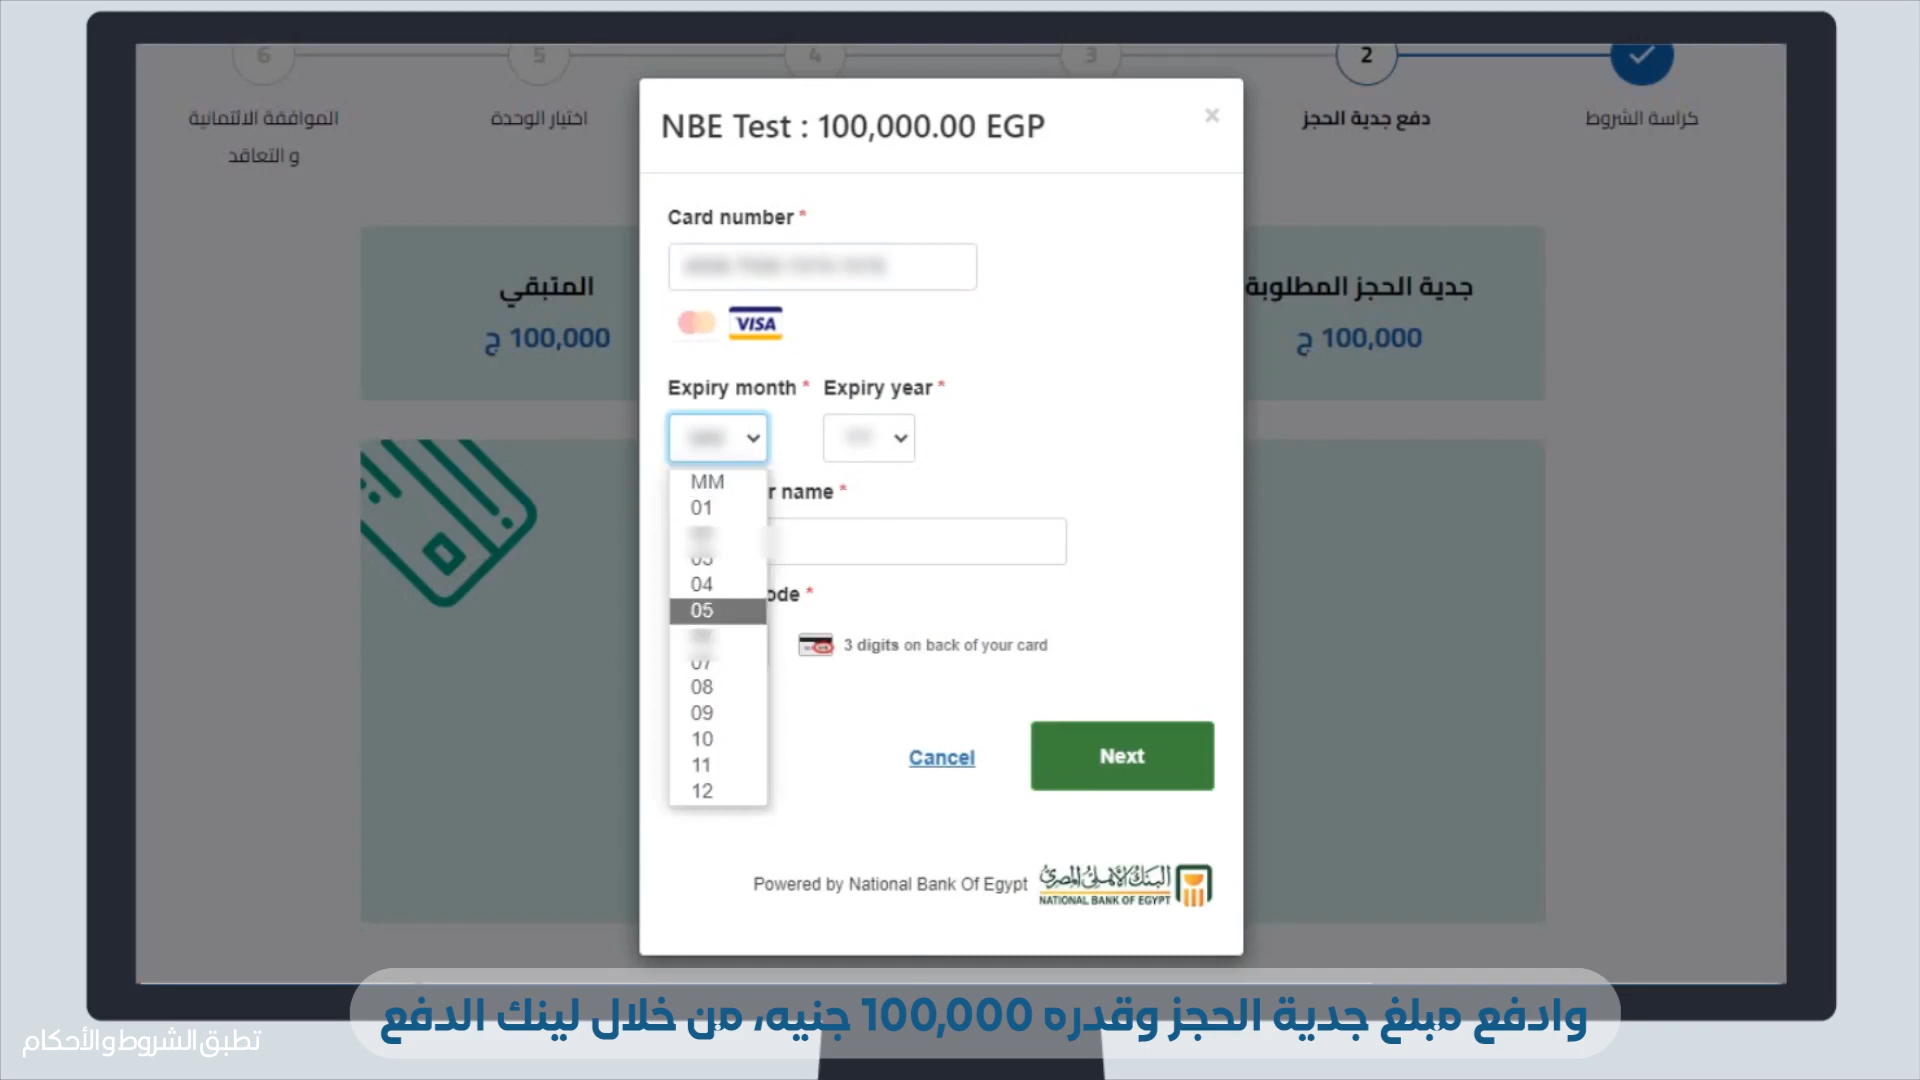 ✓
2
3
4
5
6
كراسة الشروط
دفع جدية الحجز
اختيار الوحدة
الموافقة الائتمانية
و التعاقد
جدية الحجز المطلوبة
100,000 ج
المتبقي
100,000 ج
NBE Test : 100,000.00 EGP
×
Card number *
VISA
Expiry month * Expiry year *
MM
01
03
04
05
07
08
09
10
11
12
r name *
ode *
3 digits on back of your card
Cancel
Next
Powered by National Bank Of Egypt
البنك الأهلي المصري
NATIONAL BANK OF EGYPT
وادفع مبلغ جدية الحجز وقدره 100,000 جنيه، من خلال لينك الدفع
تطبق الشروط والأحكام